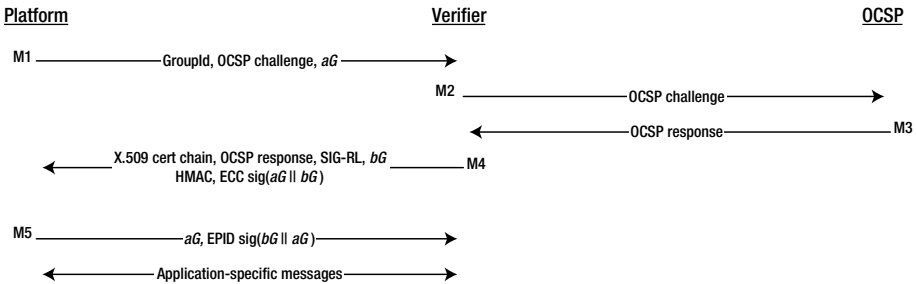 Platform Verifier OCSP
M1 GroupId, OCSP challenge, aG
M2 OCSP challenge
OCSP response M3
X.509 cert chain, OCSP response, SIG-RL, bG M4
HMAC, ECC sig(aG || bG )
M5 aG, EPID sig(bG || aG )
Application-specific messages